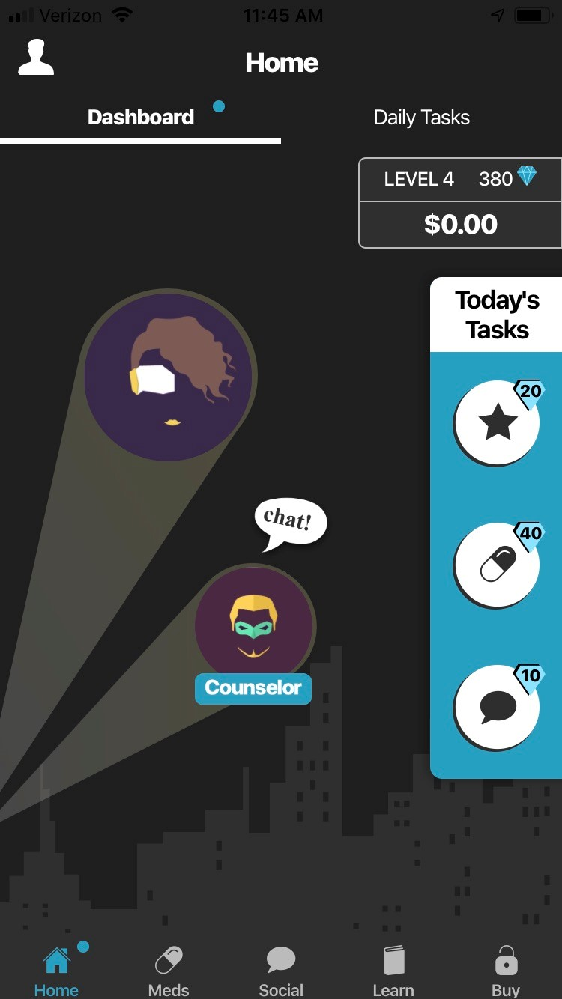 Verizon 11:45 AM
Home
Dashboard Daily Tasks
LEVEL 4 380
$0.00
Today's
Tasks
20
chat!
40
Counselor
10
Home Meds Social Learn Buy